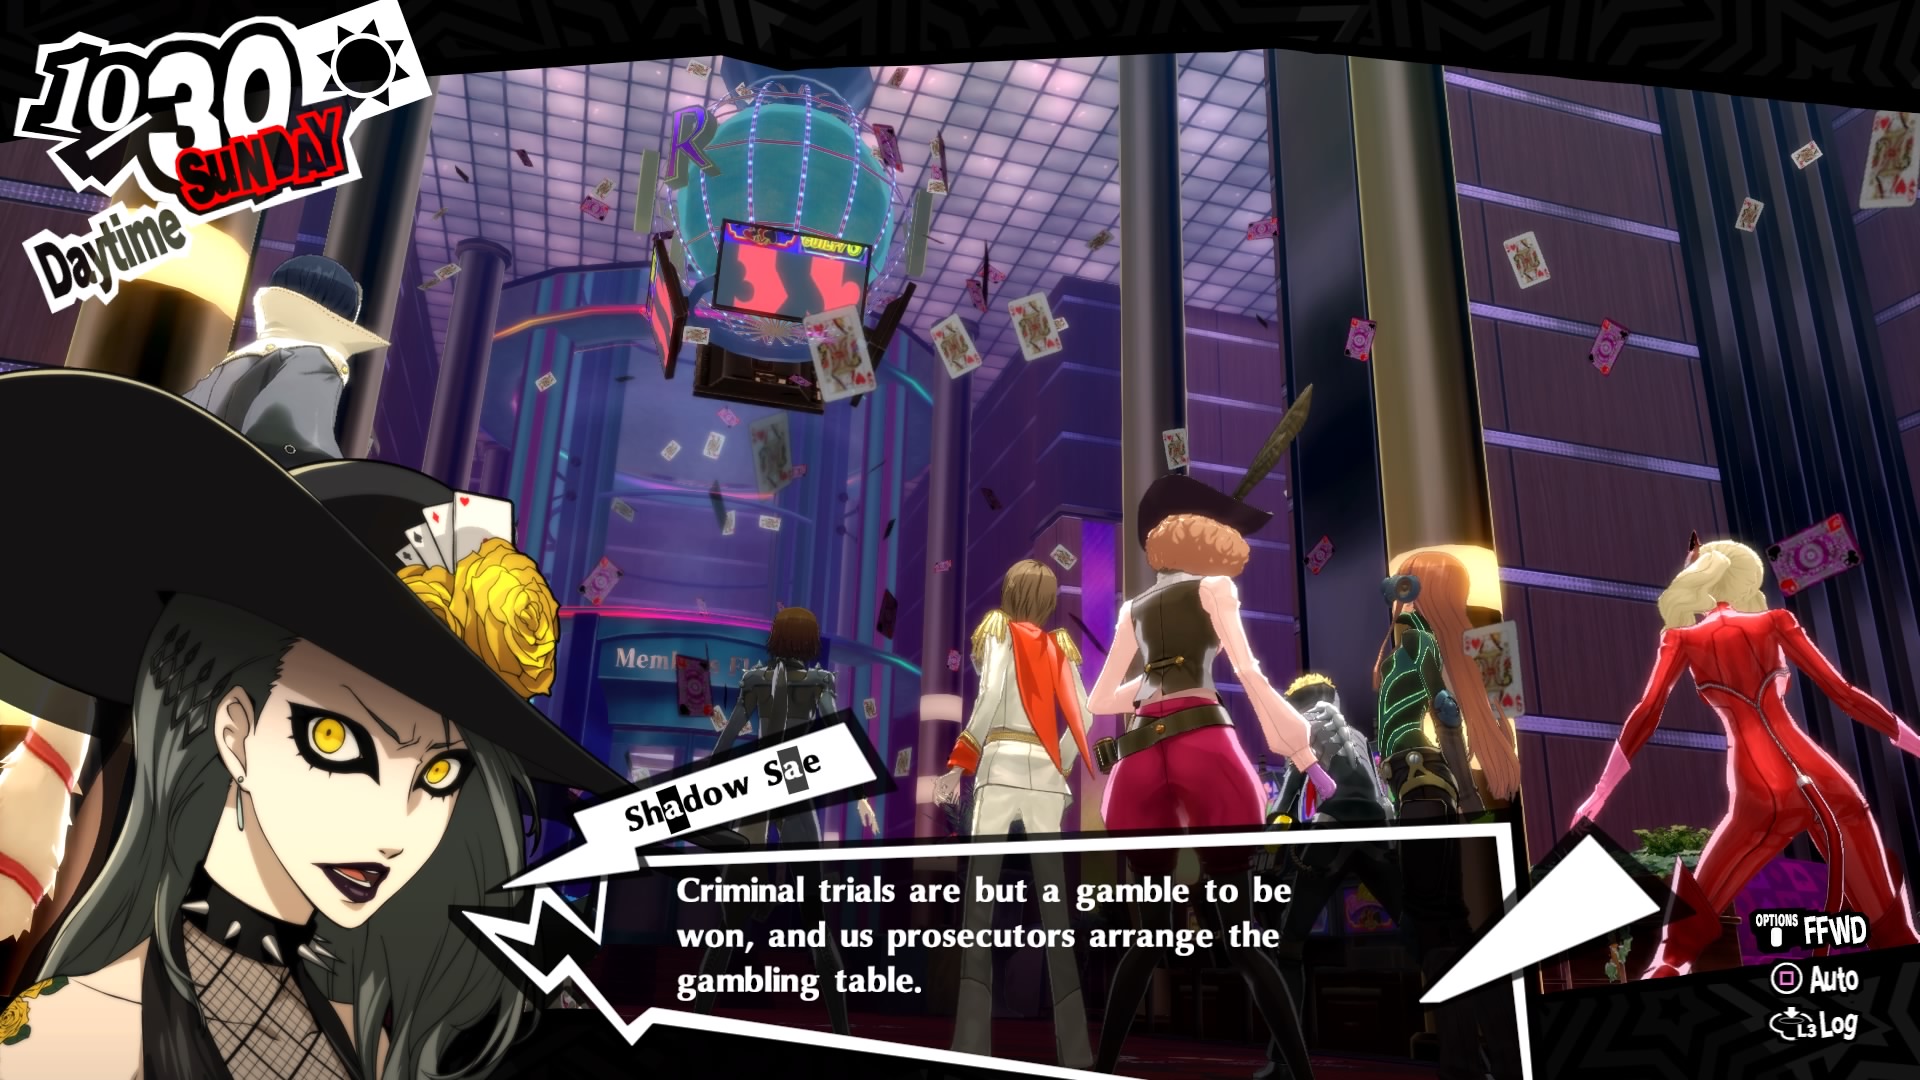 10/30
SUNDAY
Daytime
R
GUILTY
Shadow Sae
Criminal trials are but a gamble to be
won, and us prosecutors arrange the
gambling table.
OPTIONS FFWD
Auto
L3 Log